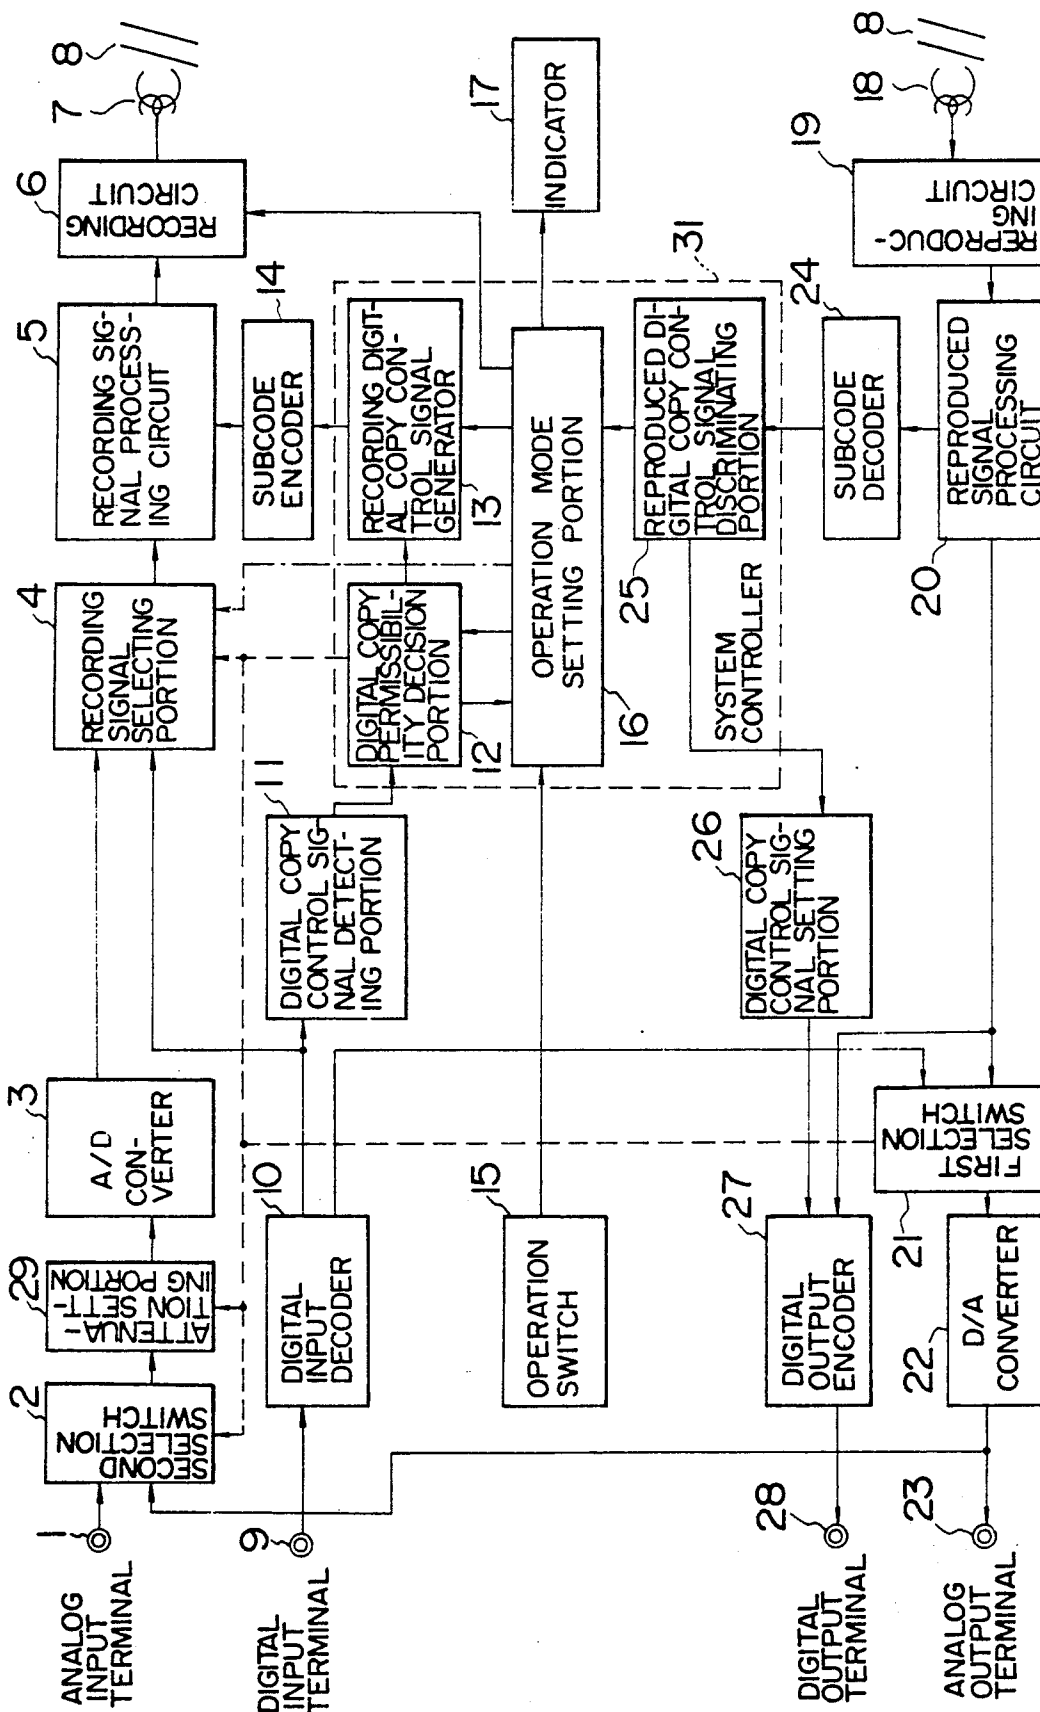 1
ANALOG
INPUT
TERMINAL
2
SECOND
SELECTION
SWITCH
29
ATTENUA-
TION SETT-
ING PORTION
3
A/D
CON-
VERTER
4
RECORDING
SIGNAL
SELECTING
PORTION
5
RECORDING SIG-
NAL PROCESS-
ING CIRCUIT
6
RECORDING
CIRCUIT
7
8
9
DIGITAL
INPUT
TERMINAL
10
DIGITAL
INPUT
DECODER
11
DIGITAL COPY
CONTROL SIG-
NAL DETECT-
ING PORTION
12
DIGITAL COPY
PERMISSIBIL-
ITY DECISION
PORTION
13
RECORDING DIGIT-
AL COPY CON-
TROL SIGNAL
GENERATOR
14
SUBCODE
ENCODER
15
OPERATION
SWITCH
16
OPERATION MODE
SETTING PORTION
17
INDICATOR
31
SYSTEM
CONTROLLER
25
REPRODUCED DI-
GITAL COPY CON-
TROL SIGNAL
DISCRIMINATING
PORTION
24
SUBCODE
DECODER
26
DIGITAL COPY
CONTROL SIG-
NAL SETTING
PORTION
27
DIGITAL
OUTPUT
ENCODER
28
DIGITAL
OUTPUT
TERMINAL
18
8
19
REPRODUC-
ING
CIRCUIT
20
REPRODUCED
SIGNAL
PROCESSING
CIRCUIT
21
FIRST
SELECTION
SWITCH
22
D/A
CONVERTER
23
ANALOG
OUTPUT
TERMINAL